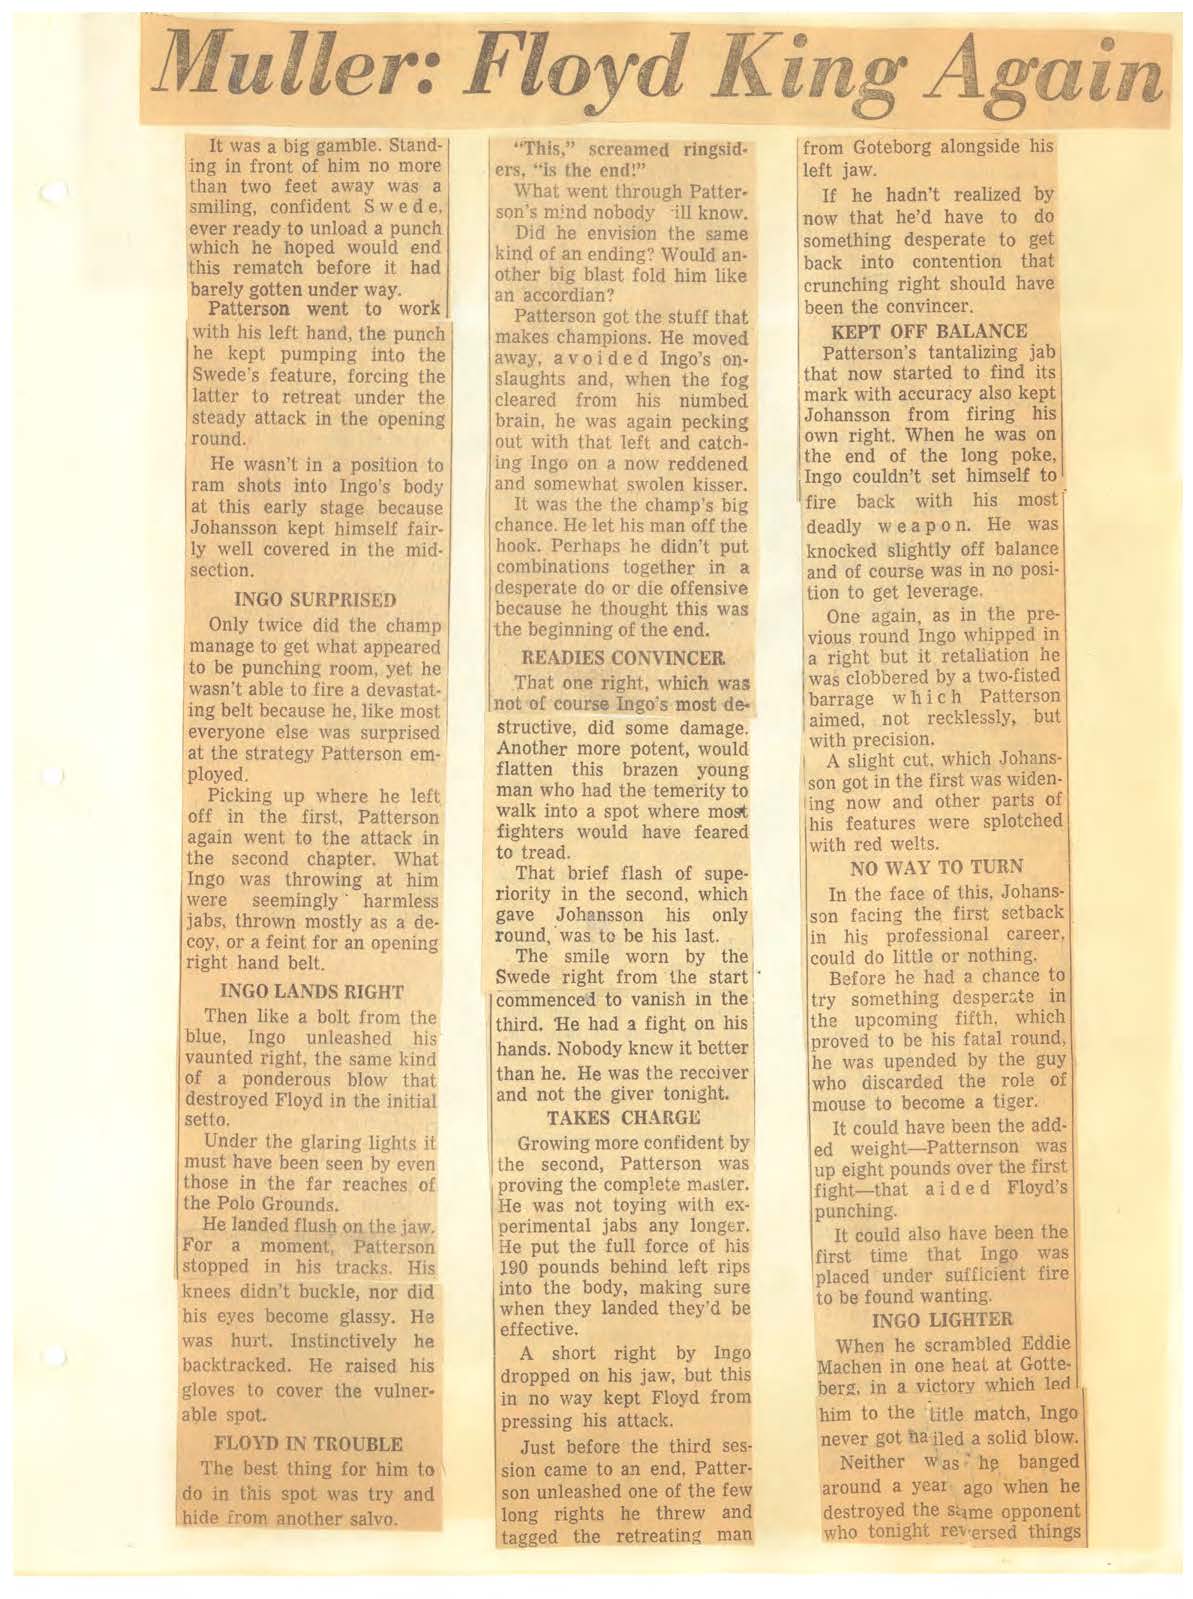 Muller: Floyd King Again
It was a big gamble. Stand-
ing in front of him no more
than two feet away was a
smiling, confident Swede,
ever ready to unload a punch
which he hoped would end
this rematch before it had
barely gotten under way.
Patterson went to work
with his left hand, the punch
he kept pumping into the
Swede's feature, forcing the
latter to retreat under the
steady attack in the opening
round.
He wasn't in a position to
ram shots into Ingo's body
at this early stage because
Johansson kept himself fair-
ly well covered in the mid-
section.
INGO SURPRISED
Only twice did the champ
manage to get what appeared
to be punching room, yet he
wasn't able to fire a devastat-
ing belt because he, like most
everyone else was surprised
at the strategy Patterson em-
ployed.
Picking up where he left
off in the first, Patterson
again went to the attack in
the second chapter. What
Ingo was throwing at him
were seemingly harmless
jabs, thrown mostly as a de-
coy, or a feint for an opening
right hand belt.
INGO LANDS RIGHT
Then like a bolt from the
blue, Ingo unleashed his
vaunted right, the same kind
of a ponderous blow that
destroyed Floyd in the initial
setto.
Under the glaring lights it
must have been seen by even
those in the far reaches of
the Polo Grounds.
He landed flush on the jaw.
For a moment, Patterson
stopped in his tracks. His
knees didn't buckle, nor did
his eyes become glassy. He
was hurt. Instinctively he
backtracked. He raised his
gloves to cover the vulner-
able spot.
FLOYD IN TROUBLE
The best thing for him to
do in this spot was try and
hide from another salvo.
"This," screamed ringsid-
ers, "is the end!"
What went through Patter-
son's mind nobody ill know.
Did he envision the same
kind of an ending? Would an-
other big blast fold him like
an accordian?
Patterson got the stuff that
makes champions. He moved
away, avoided Ingo's on-
slaughts and, when the fog
cleared from his numbed
brain, he was again pecking
out with that left and catch-
ing Ingo on a now reddened
and somewhat swolen kisser.
It was the the champ's big
chance. He let his man off the
hook. Perhaps he didn't put
combinations together in a
desperate do or die offensive
because he thought this was
the beginning of the end.
READIES CONVINCER
That one right, which was
not of course Ingo's most de-
structive, did some damage.
Another more potent, would
flatten this brazen young
man who had the temerity to
walk into a spot where most
fighters would have feared
to tread.
That brief flash of supe-
riority in the second, which
gave Johansson his only
round, was to be his last.
The smile worn by the
Swede right from the start
commenced to vanish in the
third. He had a fight on his
hands. Nobody knew it better
than he. He was the receiver
and not the giver tonight.
TAKES CHARGE
Growing more confident by
the second, Patterson was
proving the complete master.
He was not toying with ex-
perimental jabs any longer.
He put the full force of his
190 pounds behind left rips
into the body, making sure
when they landed they'd be
effective.
A short right by Ingo
dropped on his jaw, but this
in no way kept Floyd from
pressing his attack.
Just before the third ses-
sion came to an end, Patter-
son unleashed one of the few
long rights he threw and
tagged the retreating man
from Goteborg alongside his
left jaw.
If he hadn't realized by
now that he'd have to do
something desperate to get
back into contention that
crunching right should have
been the convincer.
KEPT OFF BALANCE
Patterson's tantalizing jab
that now started to find its
mark with accuracy also kept
Johansson from firing his
own right. When he was on
the end of the long poke,
Ingo couldn't set himself to
fire back with his most
deadly weapon. He was
knocked slightly off balance
and of course was in no posi-
tion to get leverage.
One again, as in the pre-
vious round Ingo whipped in
a right but it retaliation he
was clobbered by a two-fisted
barrage which Patterson
aimed, not recklessly, but
with precision.
A slight cut, which Johans-
son got in the first was widen-
ing now and other parts of
his features were splotched
with red welts.
NO WAY TO TURN
In the face of this, Johans-
son facing the first setback
in his professional career,
could do little or nothing.
Before he had a chance to
try something desperate in
the upcoming fifth, which
proved to be his fatal round,
he was upended by the guy
who discarded the role of
mouse to become a tiger.
It could have been the add-
ed weight—Patternson was
up eight pounds over the first
fight—that aided Floyd's
punching.
It could also have been the
first time that Ingo was
placed under sufficient fire
to be found wanting.
INGO LIGHTER
When he scrambled Eddie
Machen in one heat at Gotte-
berg, in a victory which led
him to the title match, Ingo
never got nailed a solid blow.
Neither was he banged
around a year ago when he
destroyed the same opponent
who tonight reversed things